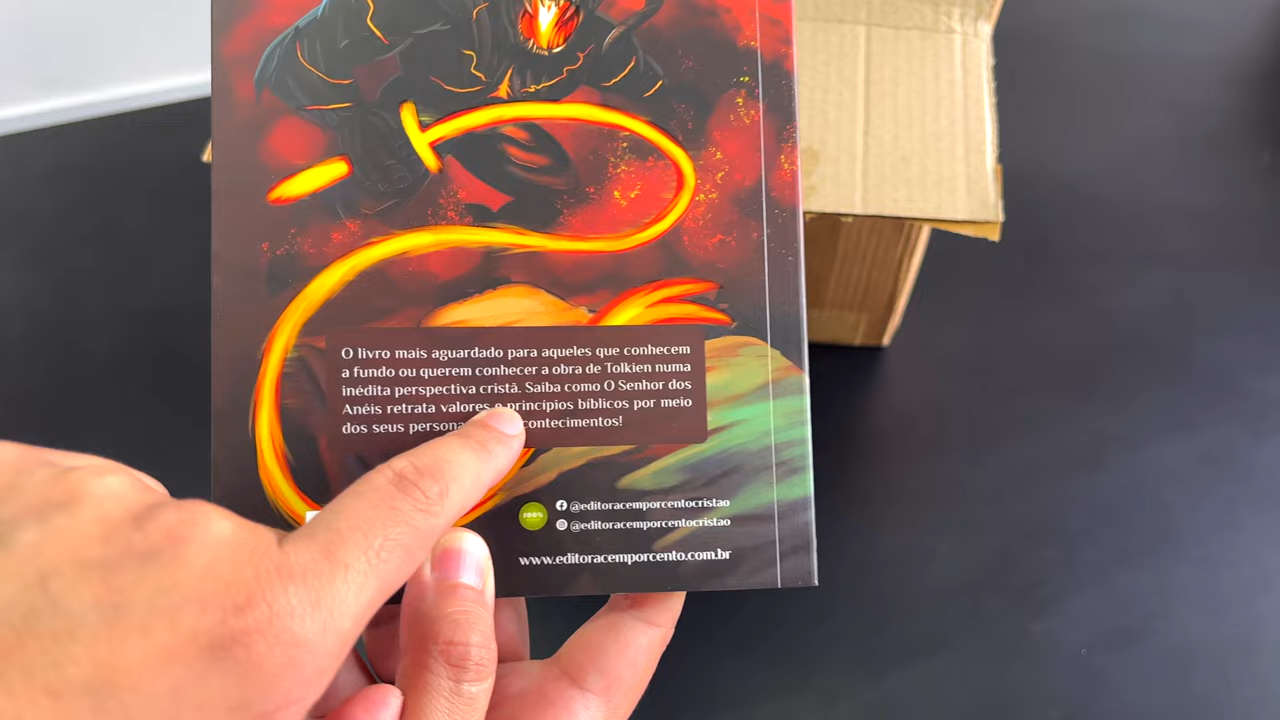 O livro mais aguardado para aqueles que conhecem
a fundo ou querem conhecer a obra de Tolkien numa
inédita perspectiva cristã. Saiba como O Senhor dos
Anéis retrata valores e princípios bíblicos por meio
dos seus contecimentos!
100%
@editoracemporcentocristao
@editoracemporcentocristao
www.editoracemporcento.com.br